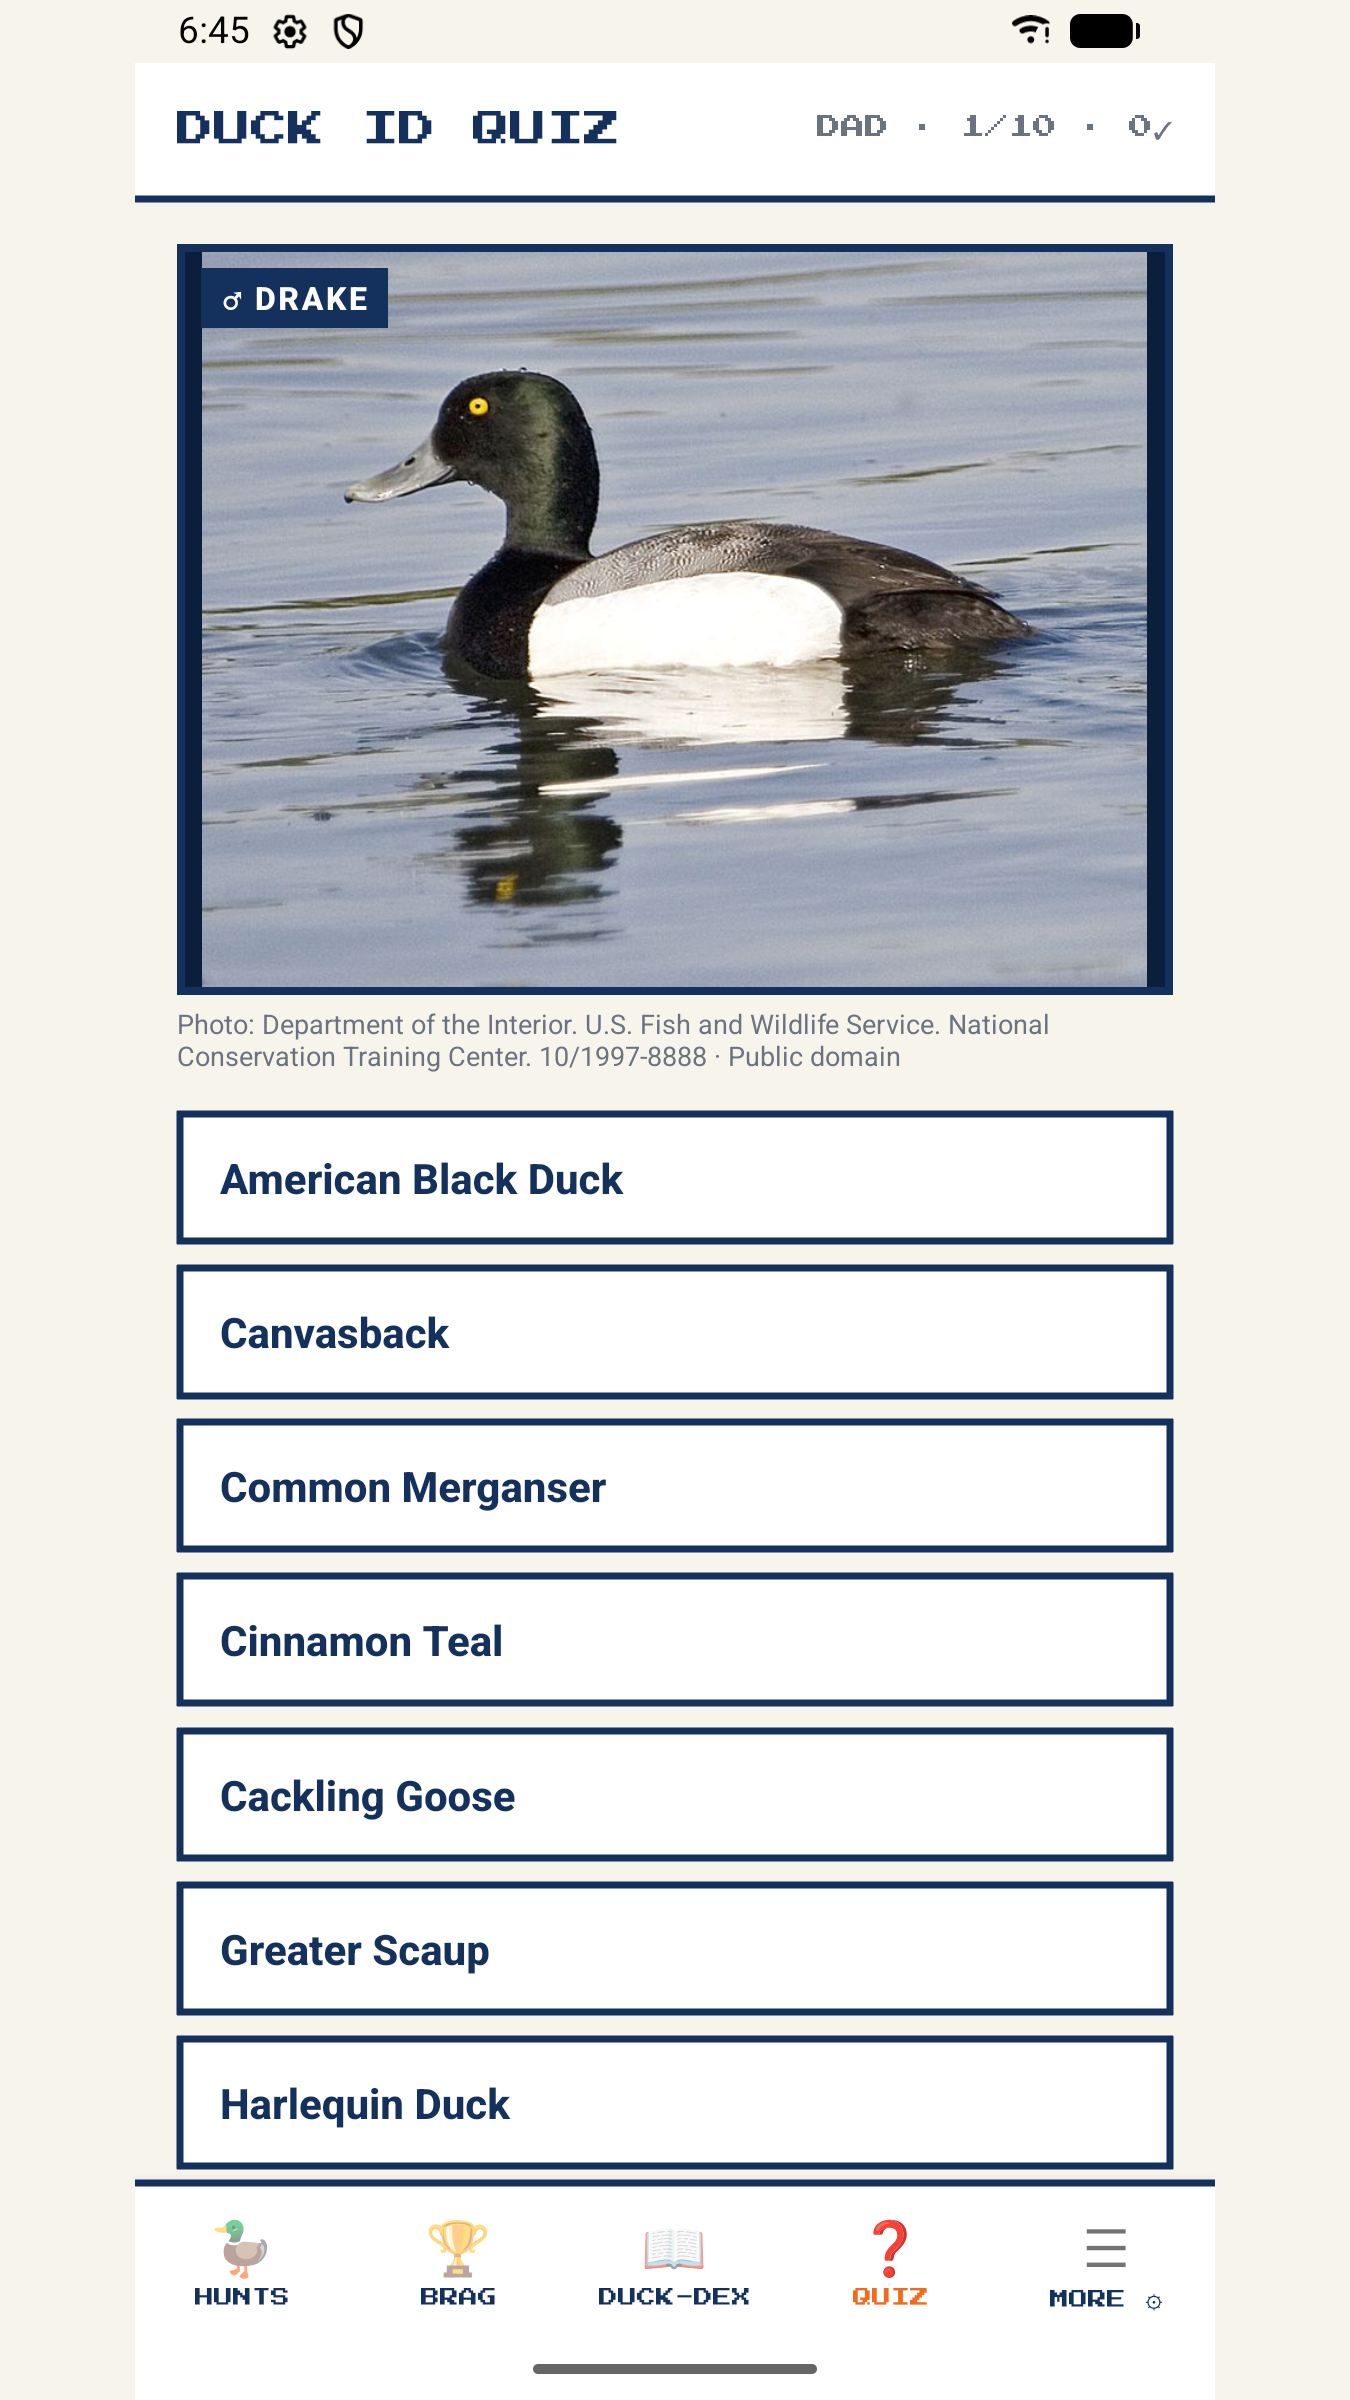 6:45
DUCK ID QUIZ
DAD · 1/10 · 0✓
♂ DRAKE
Photo: Department of the Interior. U.S. Fish and Wildlife Service. National
Conservation Training Center. 10/1997-8888 · Public domain
American Black Duck
Canvasback
Common Merganser
Cinnamon Teal
Cackling Goose
Greater Scaup
Harlequin Duck
HUNTS
BRAG
DUCK-DEX
QUIZ
MORE ⚙